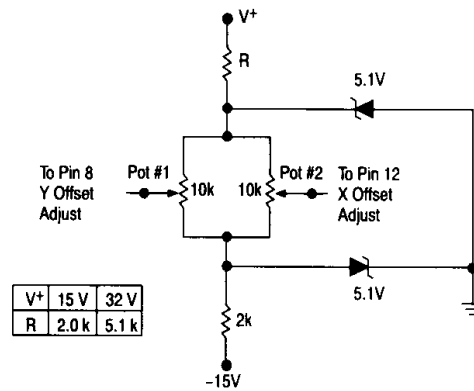 V+
R
5.1V
To Pin 8
Y Offset
Adjust
Pot #1
10k
10k
Pot #2
To Pin 12
X Offset
Adjust
5.1V
V+ 15 V 32 V
R 2.0 k 5.1 k
2k
–15V